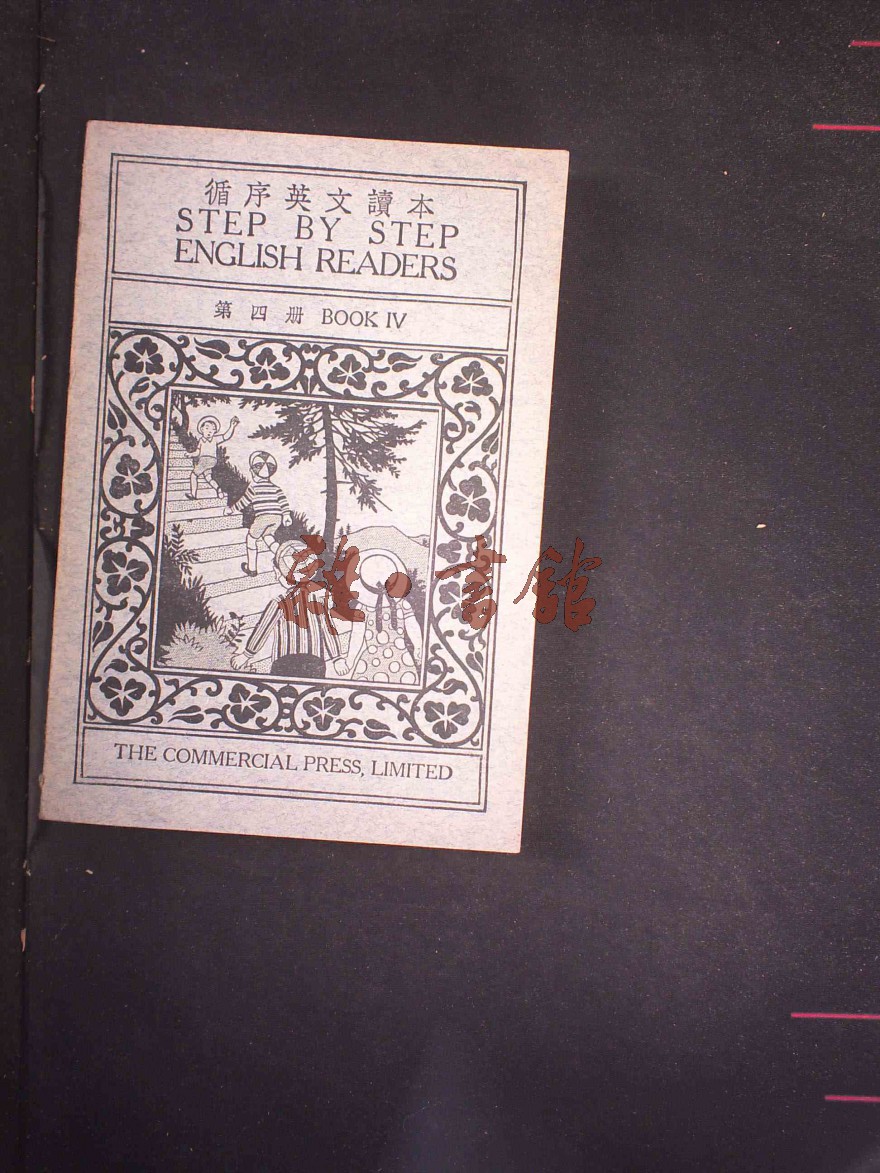 循序英文讀本
STEP BY STEP
ENGLISH READERS
第四册 BOOK IV
雜·書館
THE COMMERCIAL PRESS, LIMITED